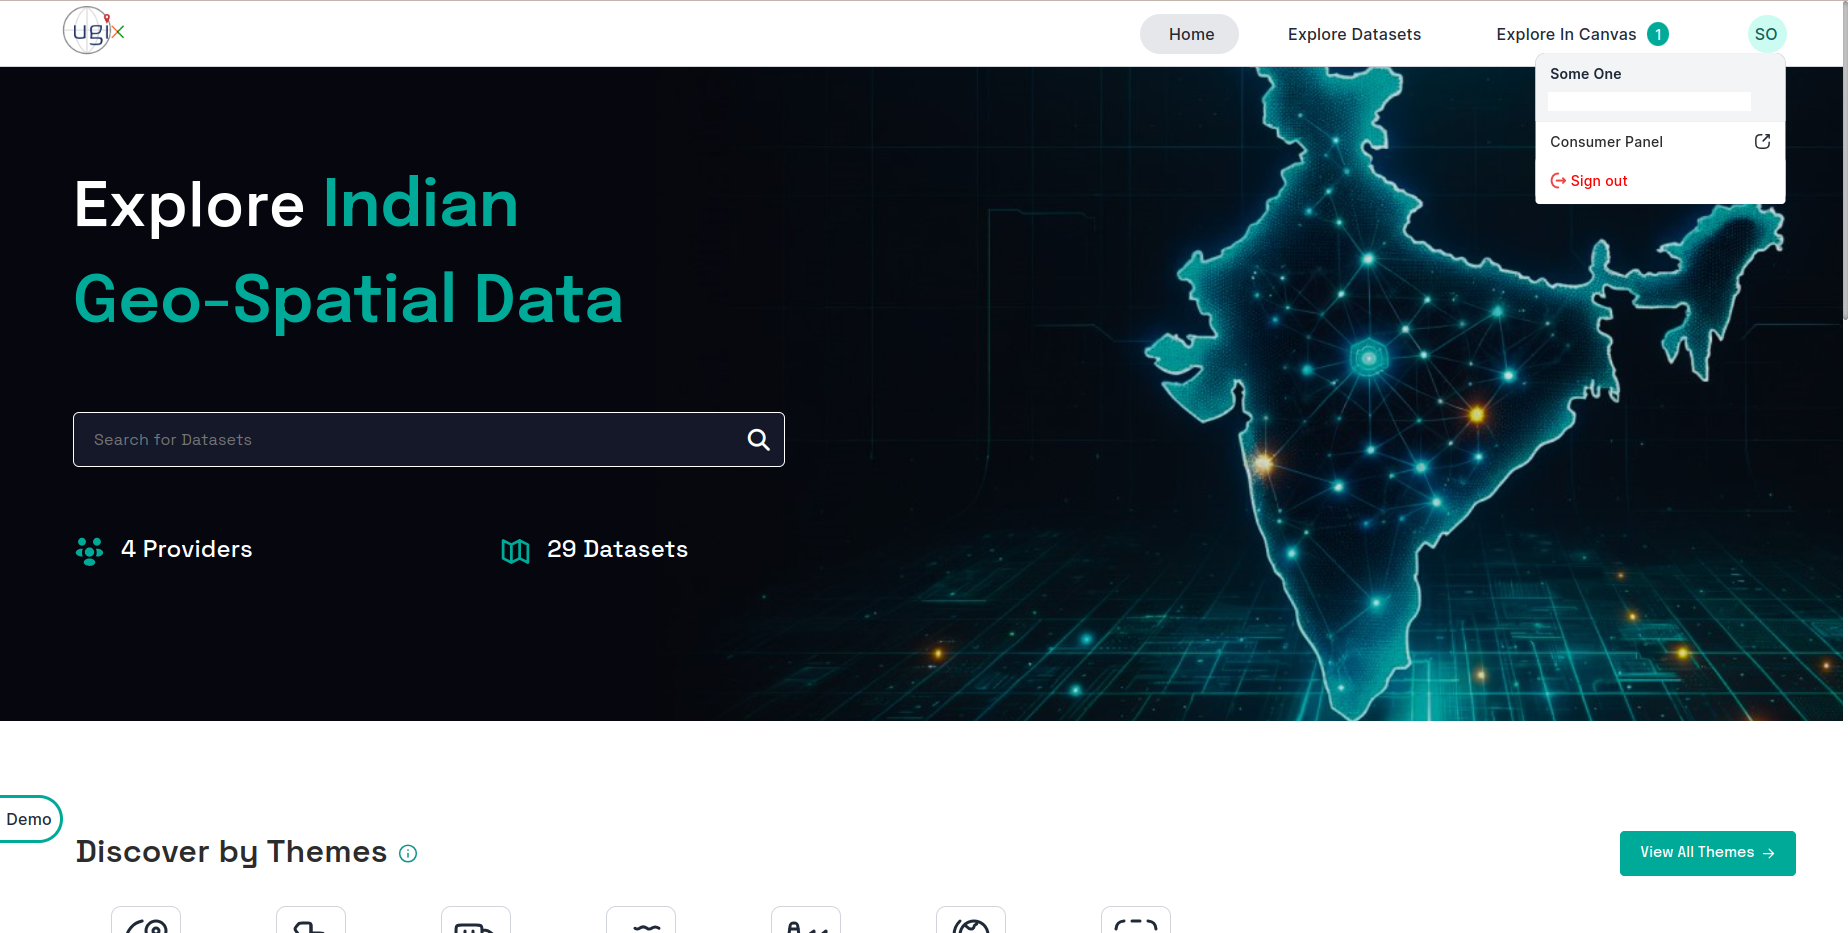 ugix
Home
Explore Datasets
Explore In Canvas 1
SO
Some One
Consumer Panel
Sign out
Explore Indian
Geo-Spatial Data
Search for Datasets
4 Providers
29 Datasets
Demo
Discover by Themes
View All Themes